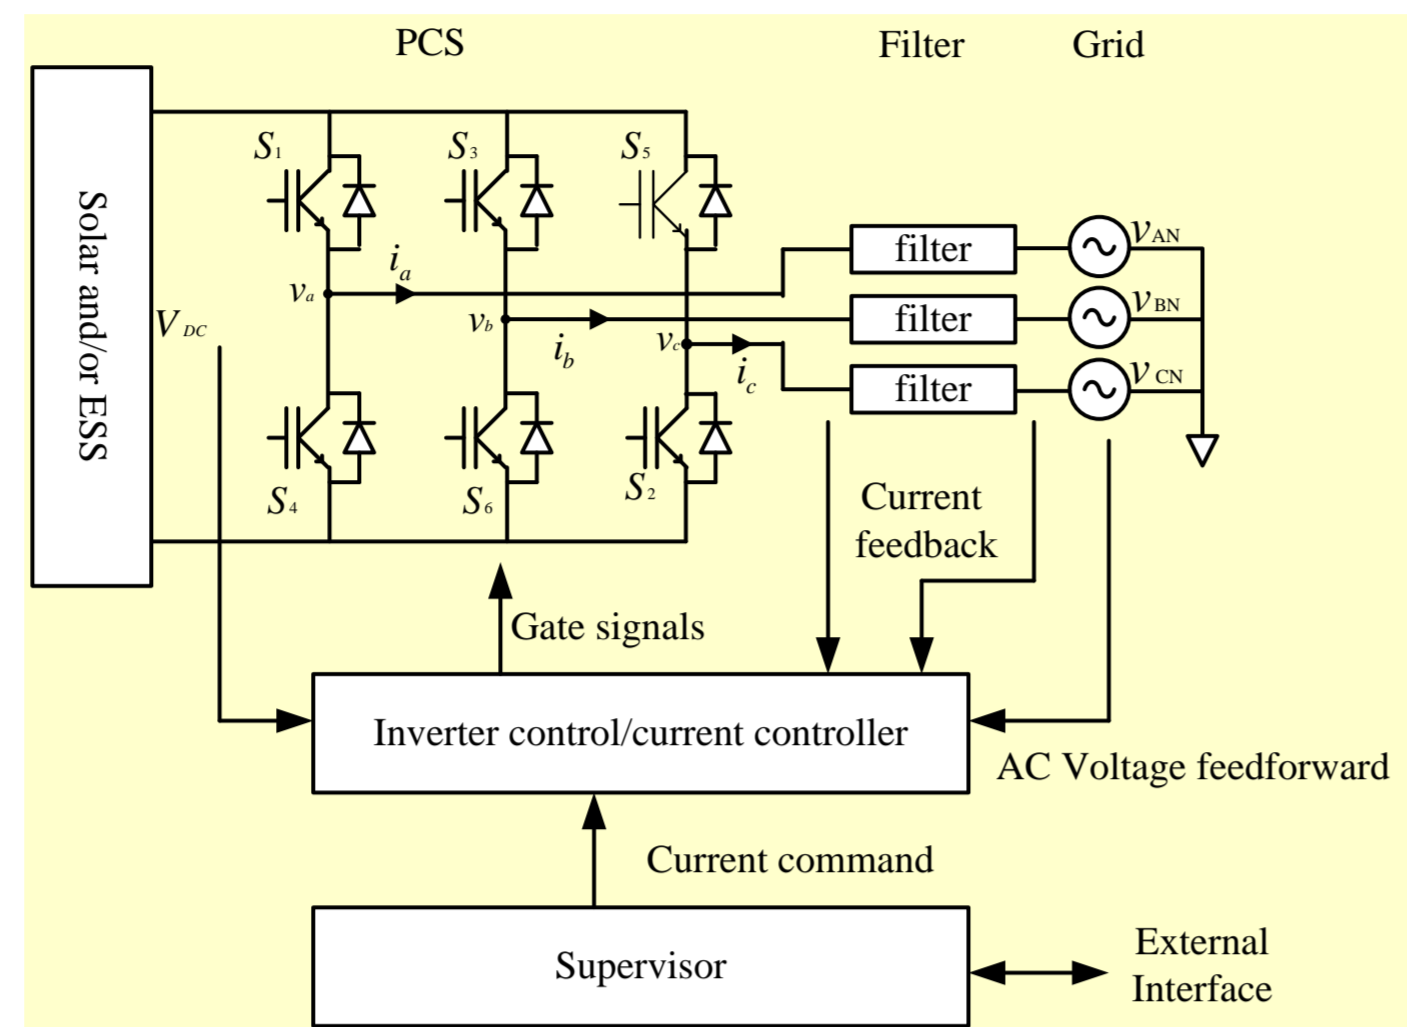 PCS
Filter
Grid
Solar and/or ESS
S1
S3
S5
filter
vAN
ia
va
VDC
vb
filter
vBN
ib
vc
ic
filter
vCN
S4
S6
S2
Current
feedback
Gate signals
Inverter control/current controller
AC Voltage feedforward
Current command
Supervisor
External
Interface